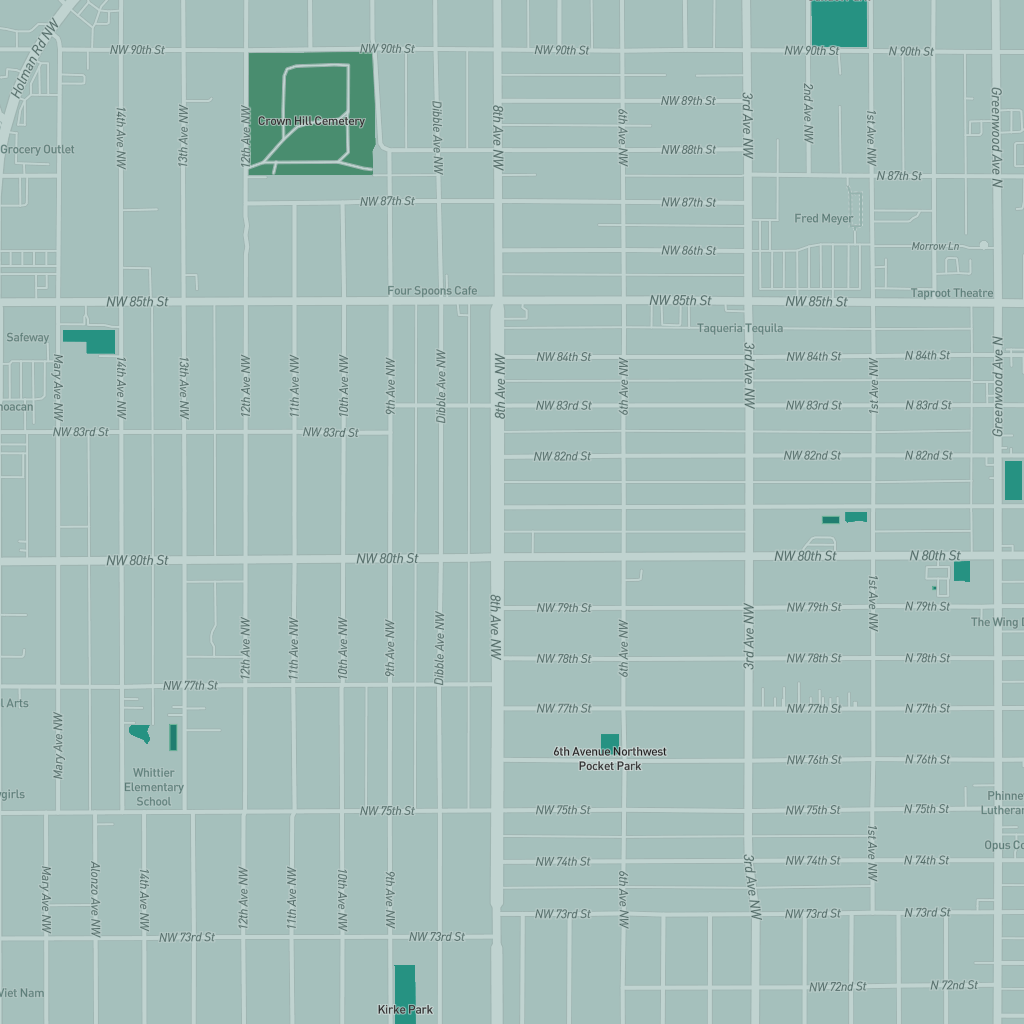 NW 90th St
NW 90th St
NW 90th St
NW 90th St
N 90th St
Holman Rd NW
14th Ave NW
13th Ave NW
12th Ave NW
Crown Hill Cemetery
Dibble Ave NW
8th Ave NW
NW 89th St
6th Ave NW
3rd Ave NW
2nd Ave NW
1st Ave NW
Greenwood Ave N
Grocery Outlet
NW 88th St
N 87th St
NW 87th St
NW 87th St
Fred Meyer
NW 86th St
Morrow Ln
Four Spoons Cafe
Taproot Theatre
NW 85th St
NW 85th St
NW 85th St
Taqueria Tequila
Safeway
NW 84th St
NW 84th St
N 84th St
Mary Ave NW
14th Ave NW
13th Ave NW
12th Ave NW
11th Ave NW
10th Ave NW
9th Ave NW
Dibble Ave NW
8th Ave NW
6th Ave NW
3rd Ave NW
1st Ave NW
Greenwood Ave N
NW 83rd St
NW 83rd St
N 83rd St
NW 83rd St
NW 83rd St
NW 82nd St
NW 82nd St
N 82nd St
NW 80th St
NW 80th St
NW 80th St
N 80th St
NW 79th St
NW 79th St
N 79th St
The Wing
12th Ave NW
11th Ave NW
10th Ave NW
9th Ave NW
Dibble Ave NW
8th Ave NW
6th Ave NW
3rd Ave NW
1st Ave NW
NW 78th St
NW 78th St
N 78th St
NW 77th St
NW 77th St
NW 77th St
N 77th St
Arts
Mary Ave NW
6th Avenue Northwest
Pocket Park
NW 76th St
N 76th St
Whittier
Elementary
School
NW 75th St
NW 75th St
NW 75th St
N 75th St
NW 74th St
NW 74th St
N 74th St
Opus
Mary Ave NW
Alonzo Ave NW
14th Ave NW
12th Ave NW
11th Ave NW
10th Ave NW
9th Ave NW
6th Ave NW
3rd Ave NW
1st Ave NW
NW 73rd St
NW 73rd St
N 73rd St
NW 73rd St
NW 73rd St
NW 72nd St
N 72nd St
Viet Nam
Kirke Park